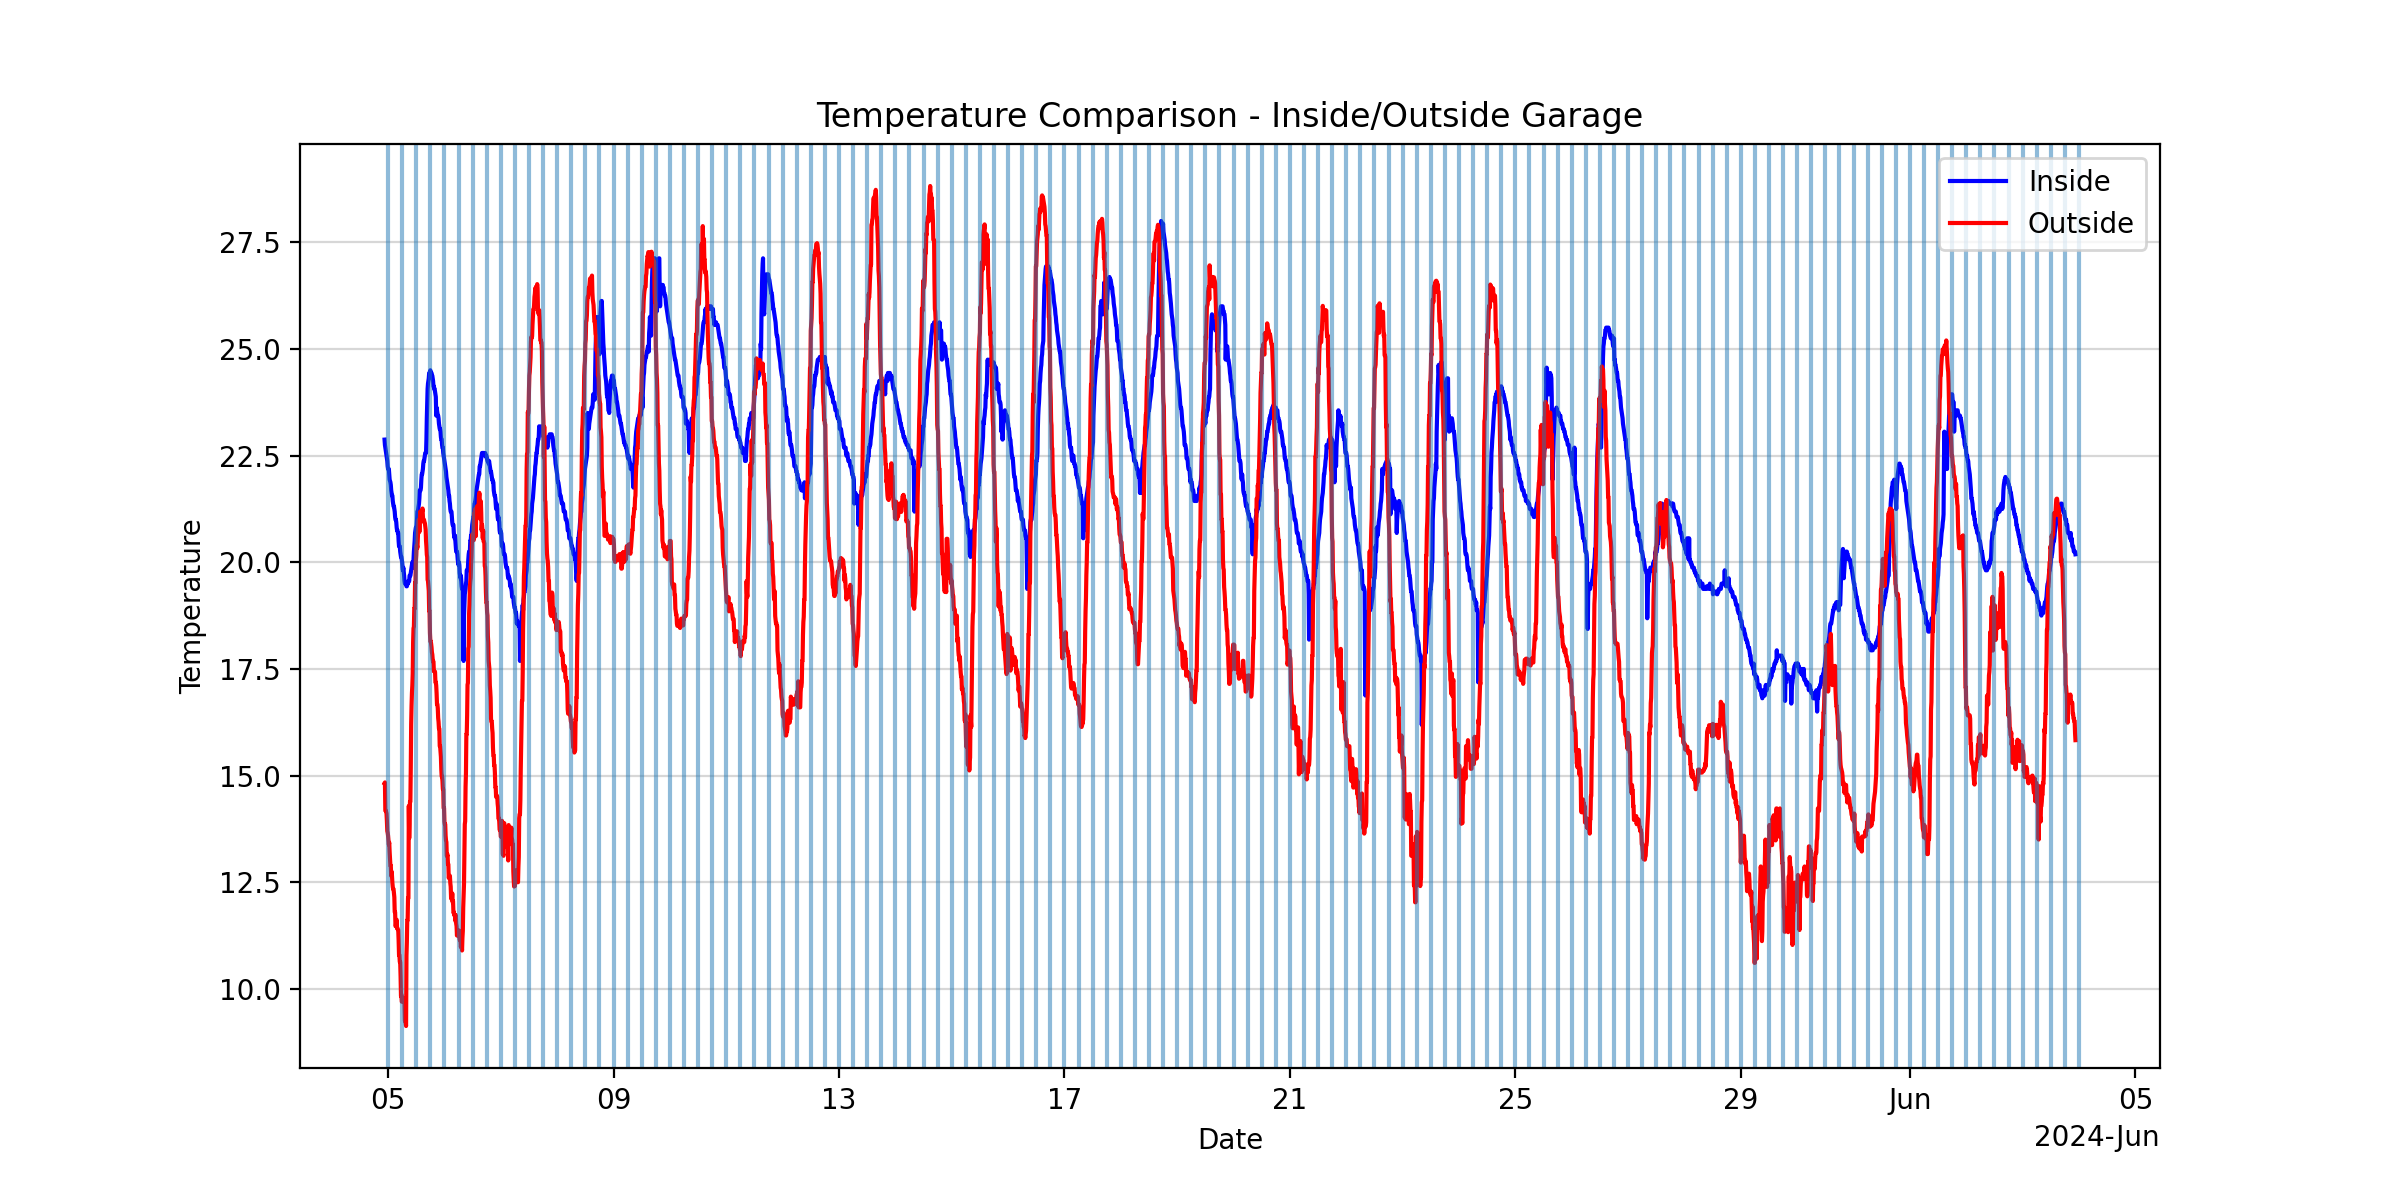 Temperature Comparison - Inside/Outside Garage
Inside
Outside
27.5
25.0
22.5
20.0
17.5
15.0
12.5
10.0
Temperature
05
09
13
17
21
25
29
Jun
05
Date
2024-Jun